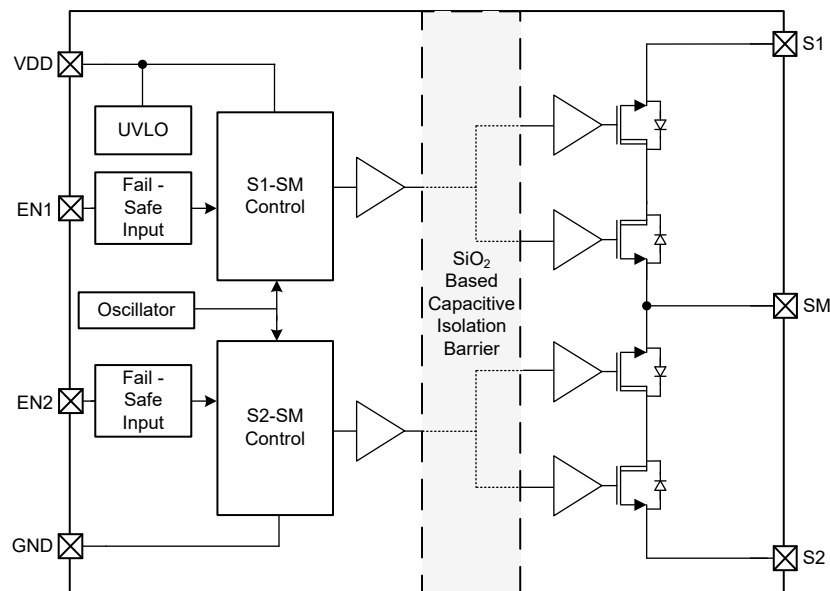 VDD
S1
UVLO
EN1
Fail -
Safe
Input
S1-SM
Control
Oscillator
SiO₂
Based
Capacitive
Isolation
Barrier
SM
EN2
Fail -
Safe
Input
S2-SM
Control
GND
S2